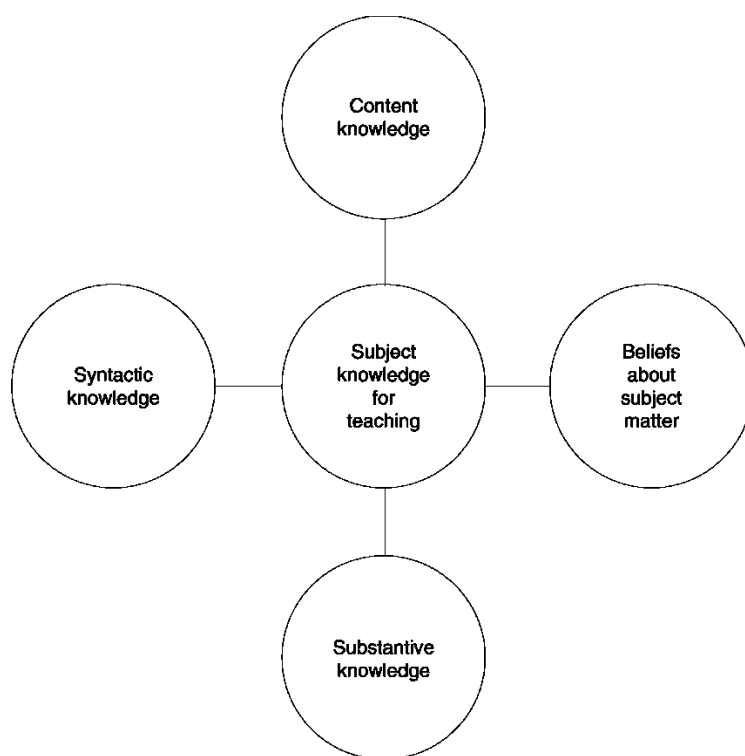 Content
knowledge
Syntactic
knowledge
Subject
knowledge
for
teaching
Beliefs
about
subject
matter
Substantive
knowledge